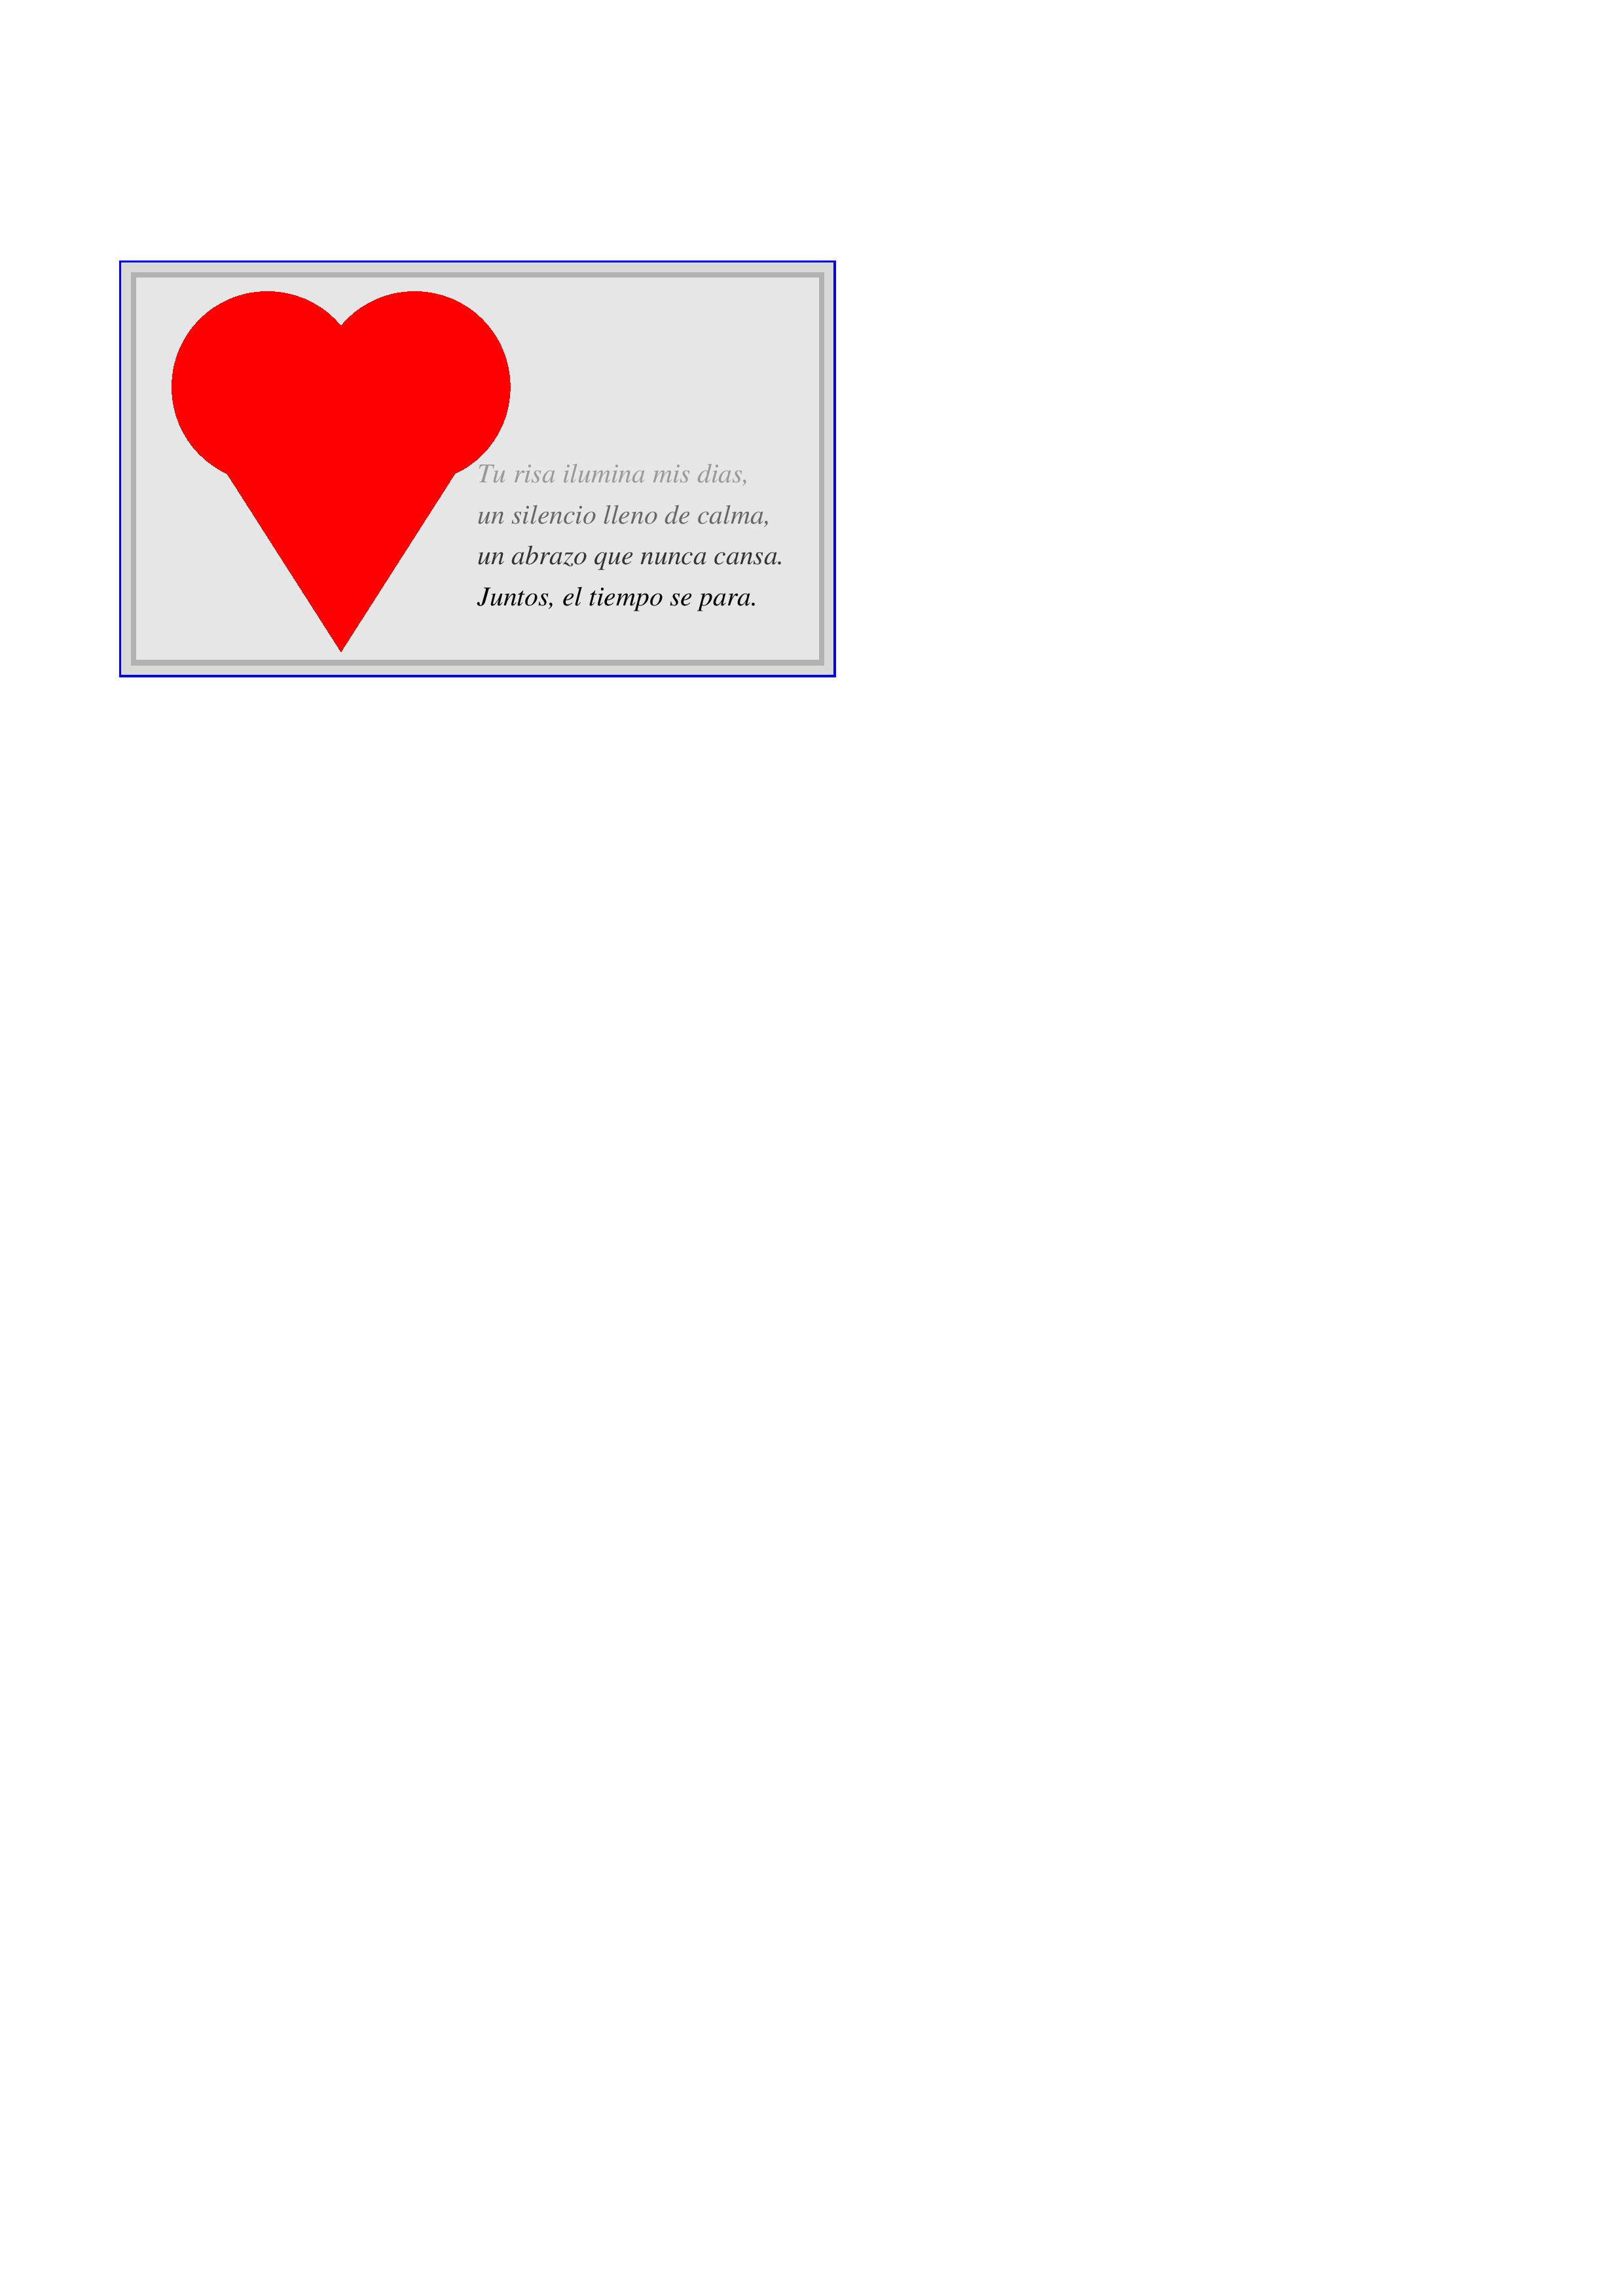 Tu risa ilumina mis dias,
un silencio lleno de calma,
un abrazo que nunca cansa.
Juntos, el tiempo se para.